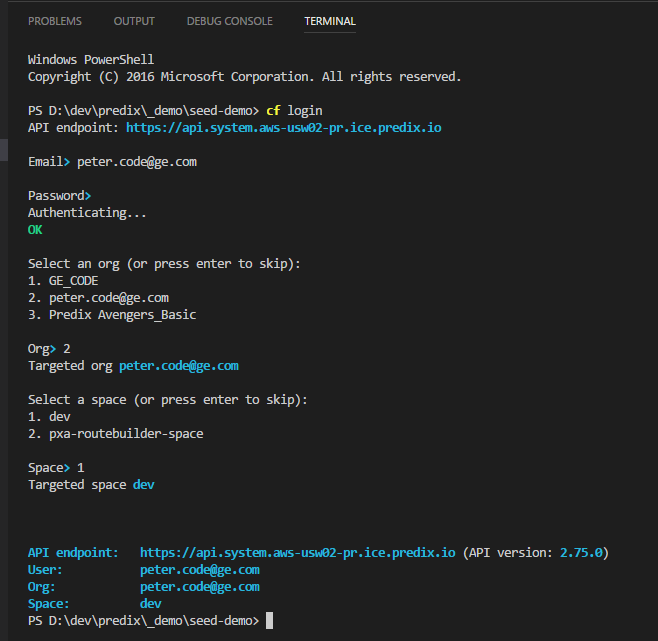 PROBLEMS OUTPUT DEBUG CONSOLE TERMINAL
Windows PowerShell
Copyright (C) 2016 Microsoft Corporation. All rights reserved.
PS D:\dev\predix\_demo\seed-demo> cf login
API endpoint: https://api.system.aws-usw02-pr.ice.predix.io
Email> peter.code@ge.com
Password>
Authenticating...
OK
Select an org (or press enter to skip):
1. GE_CODE
2. peter.code@ge.com
3. Predix Avengers_Basic
Org> 2
Targeted org peter.code@ge.com
Select a space (or press enter to skip):
1. dev
2. pxa-routebuilder-space
Space> 1
Targeted space dev
API endpoint: https://api.system.aws-usw02-pr.ice.predix.io (API version: 2.75.0)
User: peter.code@ge.com
Org: peter.code@ge.com
Space: dev
PS D:\dev\predix\_demo\seed-demo>